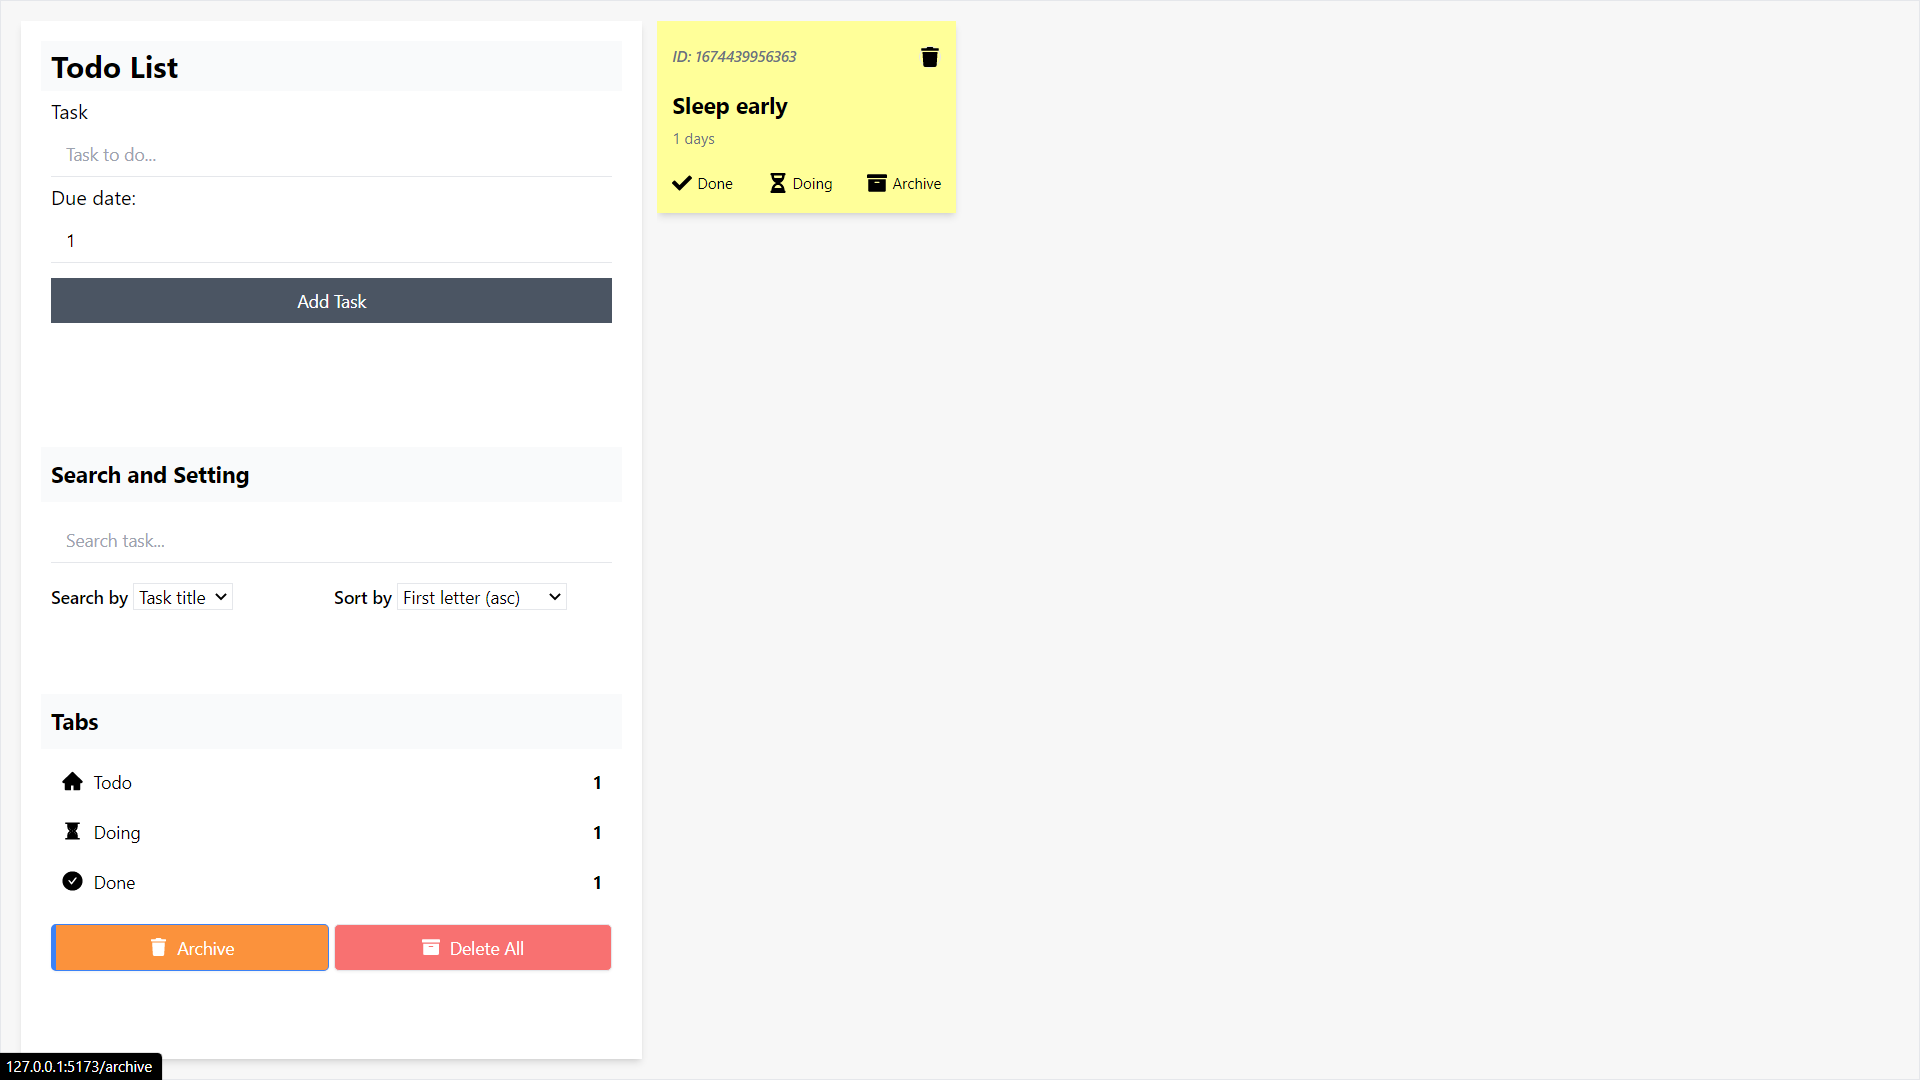 Todo List
Task
Task to do...
Due date:
1
Add Task
Search and Setting
Search task...
Search by Task title Sort by First letter (asc)
Tabs
Todo 1
Doing 1
Done 1
Archive Delete All
127.0.0.1:5173/archive
ID: 1674439956363
Sleep early
1 days
Done Doing Archive